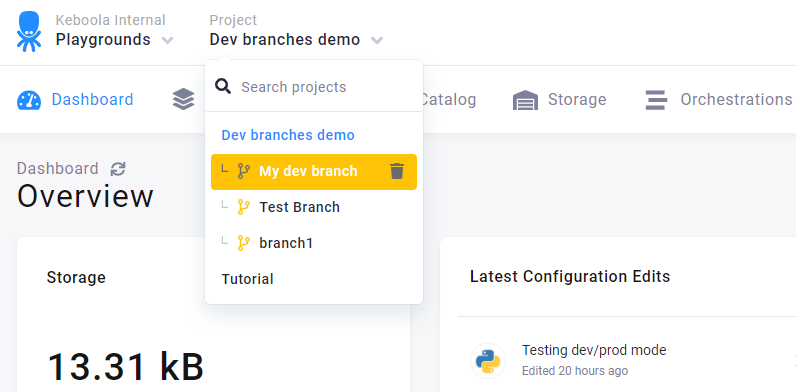 Keboola Internal
Playgrounds
Project
Dev branches demo
Search projects
Dashboard
Catalog
Storage
Orchestrations
Dev branches demo
My dev branch
Test Branch
branch1
Tutorial
Dashboard
Overview
Storage
13.31 kB
Latest Configuration Edits
Testing dev/prod mode
Edited 20 hours ago